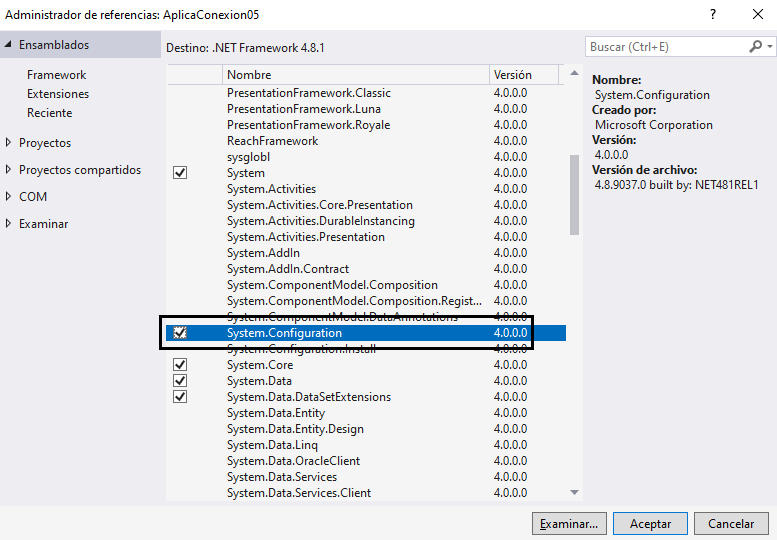 Administrador de referencias: AplicaConexion05
? ×
Ensamblados
Framework
Extensiones
Reciente
Proyectos
Proyectos compartidos
COM
Examinar
Destino: .NET Framework 4.8.1
Nombre Versión
PresentationFramework.Classic 4.0.0.0
PresentationFramework.Luna 4.0.0.0
PresentationFramework.Royale 4.0.0.0
ReachFramework 4.0.0.0
sysglobl 4.0.0.0
System 4.0.0.0
System.Activities 4.0.0.0
System.Activities.Core.Presentation 4.0.0.0
System.Activities.DurableInstancing 4.0.0.0
System.Activities.Presentation 4.0.0.0
System.AddIn 4.0.0.0
System.AddIn.Contract 4.0.0.0
System.ComponentModel.Composition 4.0.0.0
System.ComponentModel.Composition.Regist... 4.0.0.0
System.ComponentModel.DataAnnotations 4.0.0.0
System.Configuration 4.0.0.0
System.Configuration.Install 4.0.0.0
System.Core 4.0.0.0
System.Data 4.0.0.0
System.Data.DataSetExtensions 4.0.0.0
System.Data.Entity 4.0.0.0
System.Data.Entity.Design 4.0.0.0
System.Data.Linq 4.0.0.0
System.Data.OracleClient 4.0.0.0
System.Data.Services 4.0.0.0
System.Data.Services.Client 4.0.0.0
Buscar (Ctrl+E)
Nombre:
System.Configuration
Creado por:
Microsoft Corporation
Versión:
4.0.0.0
Versión de archivo:
4.8.9037.0 built by: NET481REL1
Examinar... Aceptar Cancelar